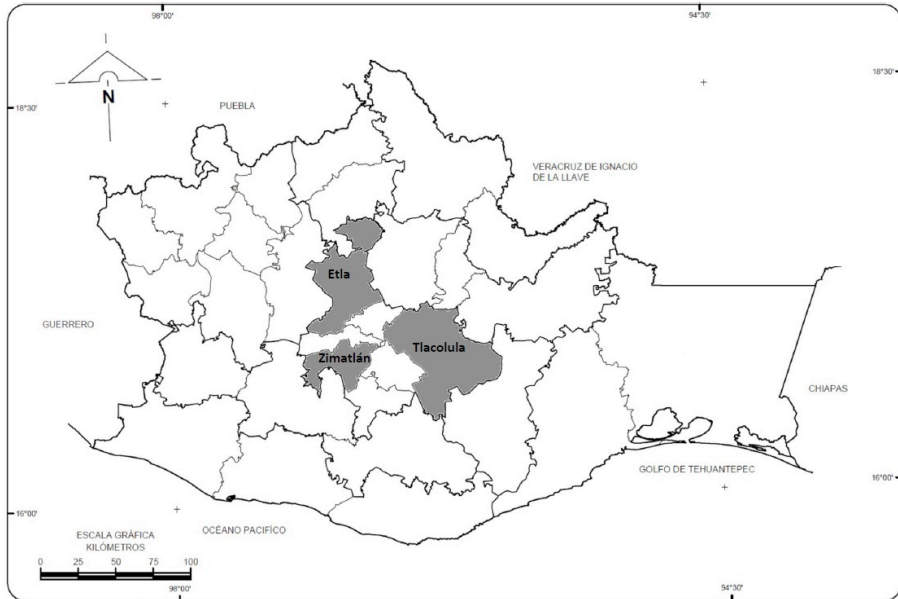 98°00'
94°30'
18°30'
18°30'
N
PUEBLA
VERACRUZ DE IGNACIO
DE LA LLAVE
Etla
GUERRERO
Zimatlán
Tlacolula
CHIAPAS
GOLFO DE TEHUANTEPEC
16°00'
16°00'
OCÉANO PACIFÍCO
ESCALA GRÁFICA
KILÓMETROS
0 25 50 75 100
98°00'
94°30'